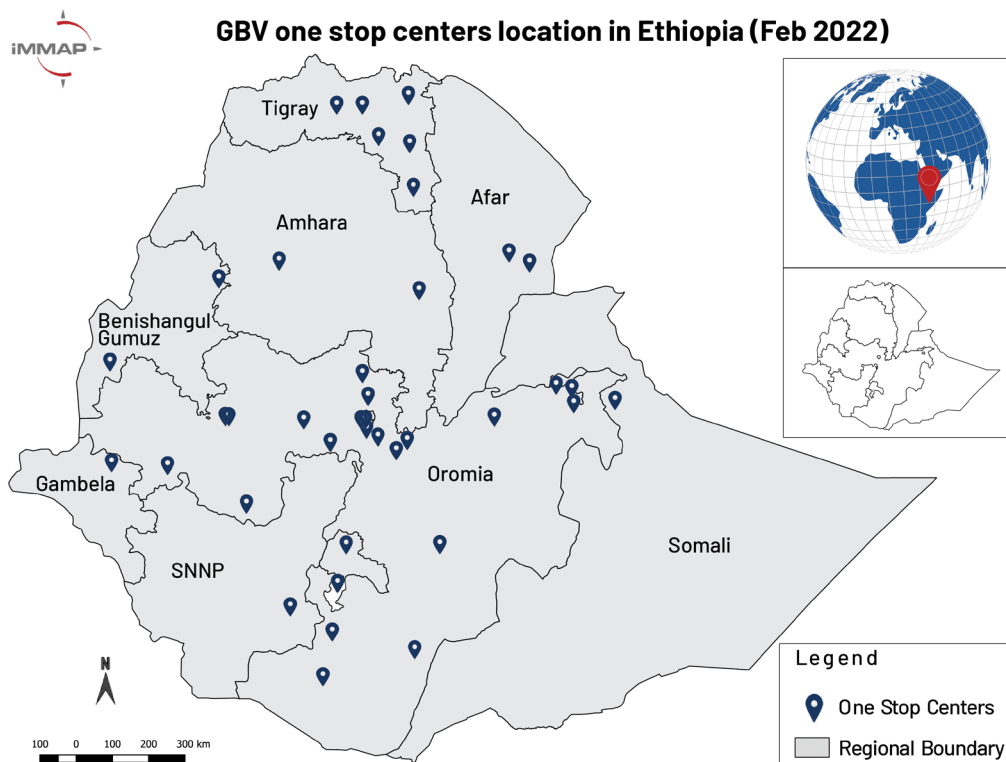 iMMAP
GBV one stop centers location in Ethiopia (Feb 2022)
Tigray
Afar
Amhara
Benishangul
Gumuz
Oromia
Gambela
Somali
SNNP
N
100 0 100 200 300 km
Legend
One Stop Centers
Regional Boundary